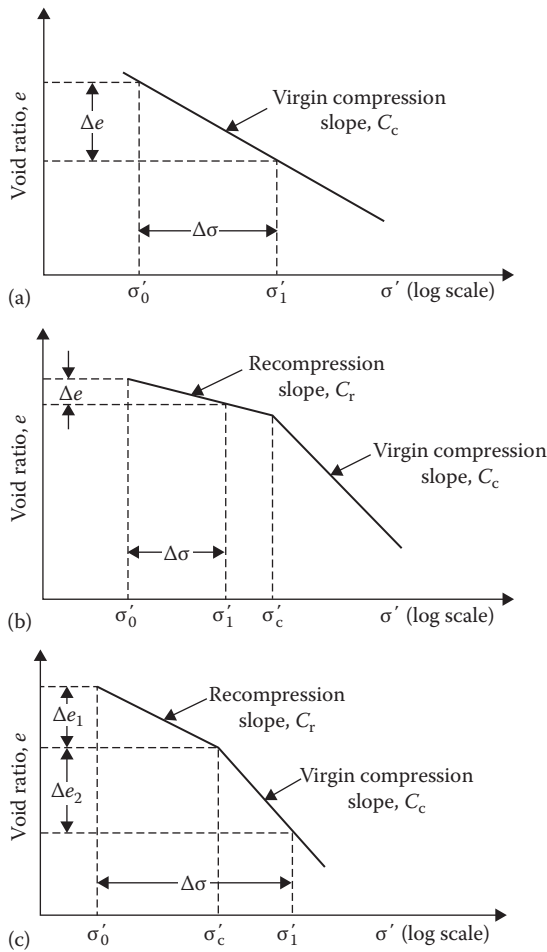 Void ratio, e
Δe
Virgin compression
slope, Cc
Δσ
σ′0 σ′1 σ′ (log scale)
(a)
Void ratio, e
Δe
Recompression
slope, Cr
Virgin compression
slope, Cc
Δσ
σ′0 σ′1 σ′c σ′ (log scale)
(b)
Void ratio, e
Δe1
Recompression
slope, Cr
Δe2
Virgin compression
slope, Cc
Δσ
σ′0 σ′c σ′1 σ′ (log scale)
(c)